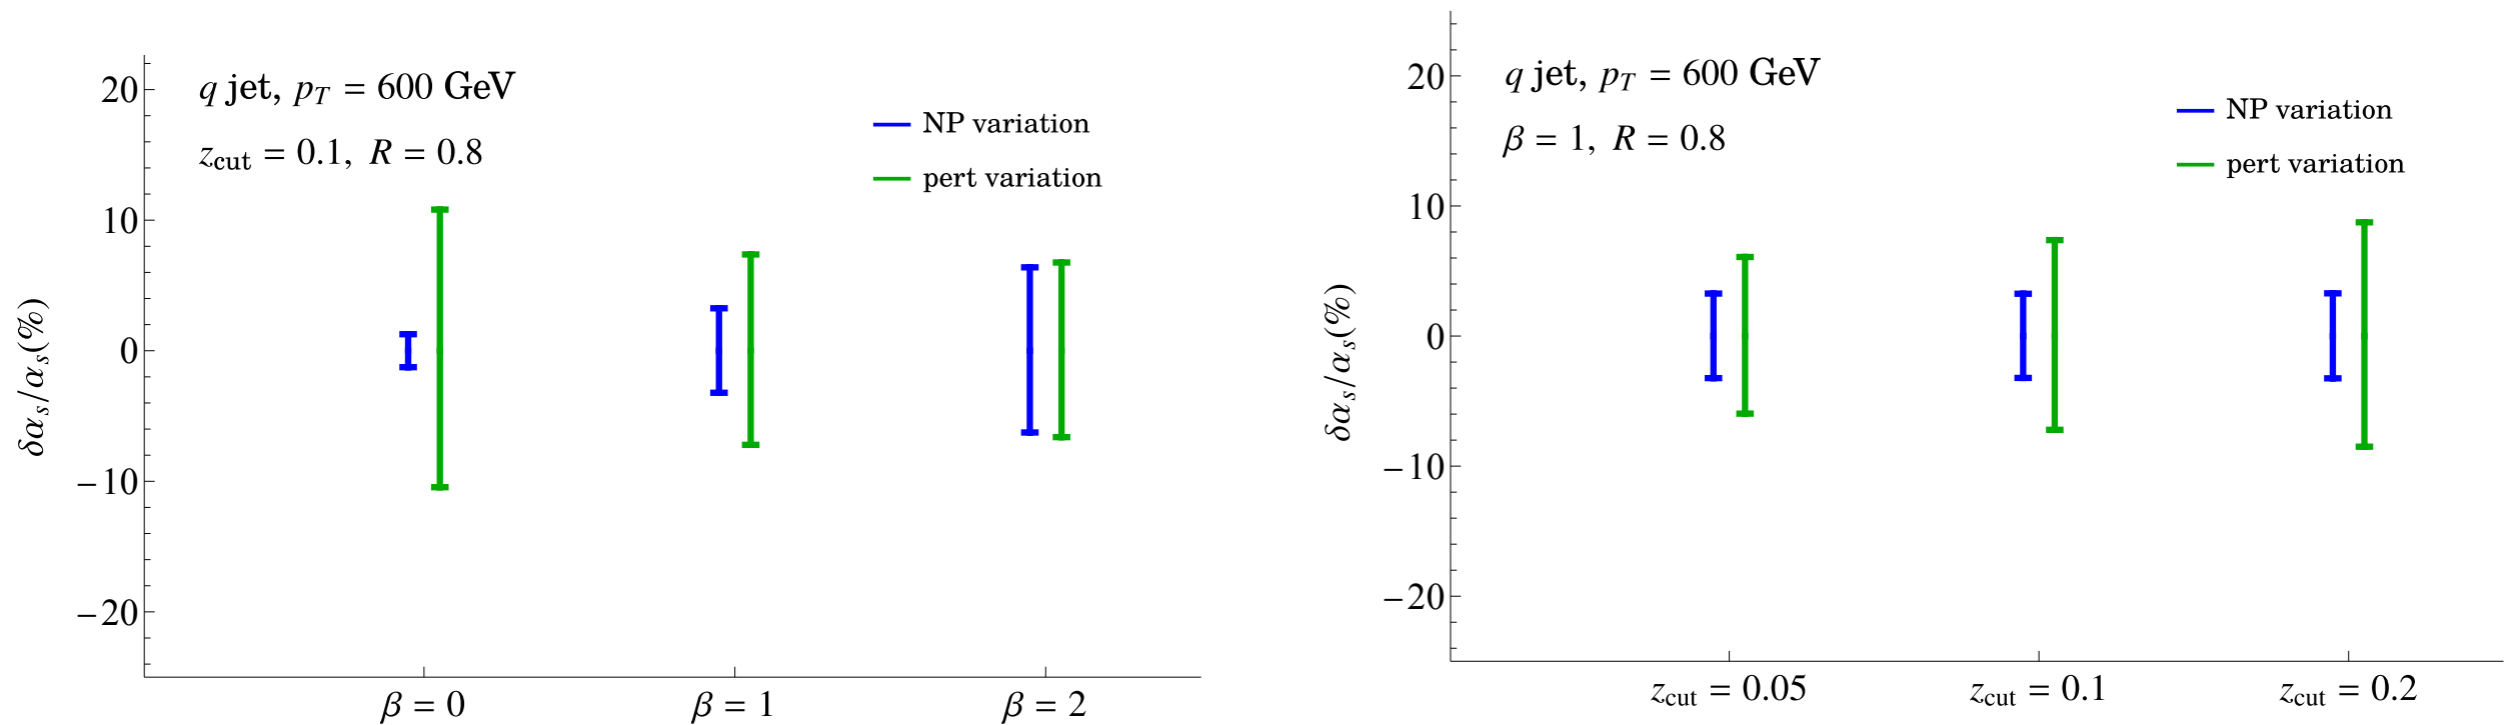 q jet, p_T = 600 GeV
z_cut = 0.1, R = 0.8
NP variation
pert variation
δα_s/α_s(%)
20
10
0
−10
−20
β = 0
β = 1
β = 2
q jet, p_T = 600 GeV
β = 1, R = 0.8
NP variation
pert variation
δα_s/α_s(%)
20
10
0
−10
−20
z_cut = 0.05
z_cut = 0.1
z_cut = 0.2